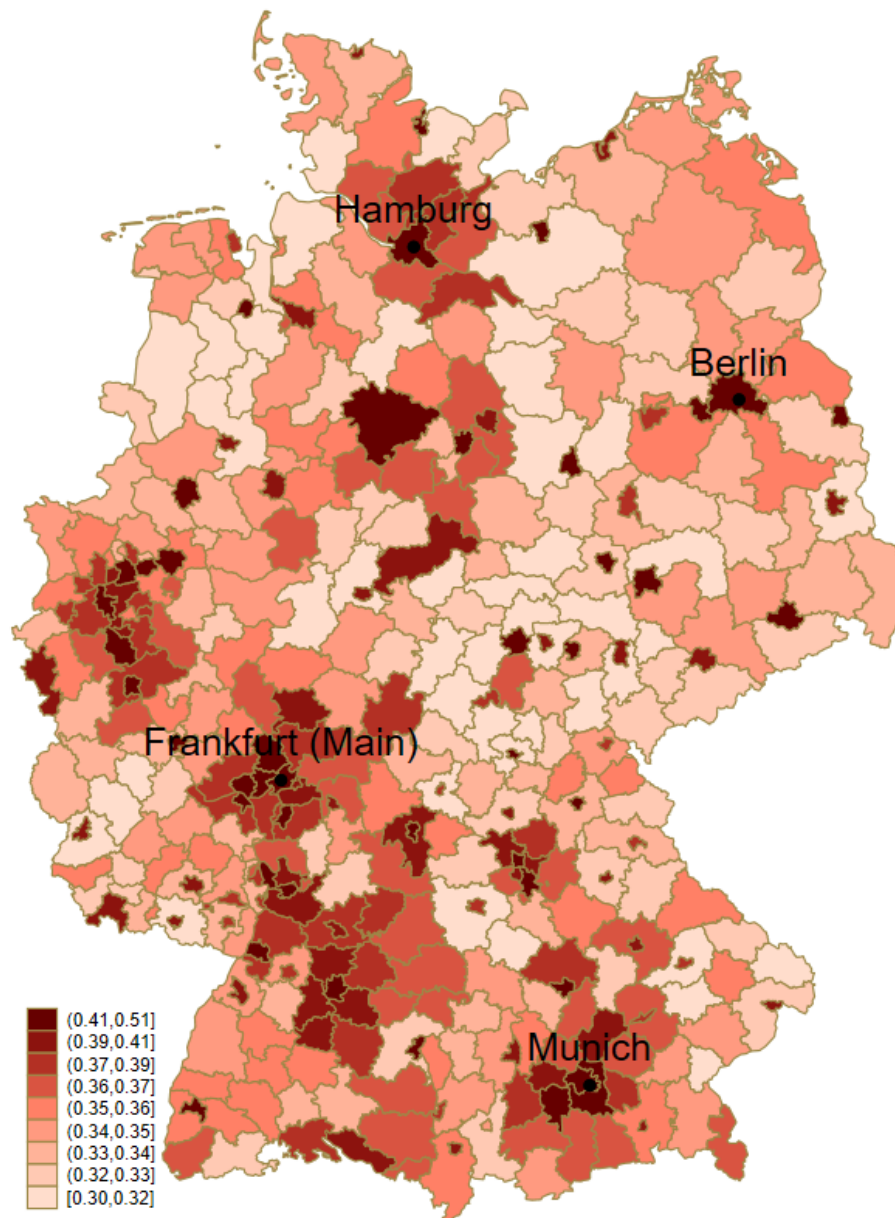 Hamburg
Berlin
Frankfurt (Main)
Munich
(0.41,0.51]
(0.39,0.41]
(0.37,0.39]
(0.36,0.37]
(0.35,0.36]
(0.34,0.35]
(0.33,0.34]
(0.32,0.33]
[0.30,0.32]